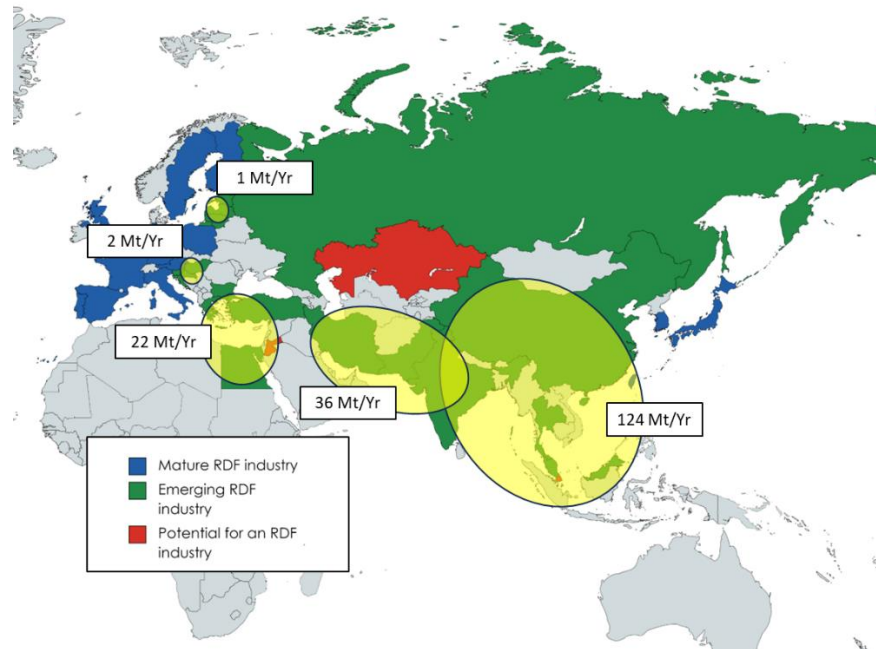 1 Mt/Yr
2 Mt/Yr
22 Mt/Yr
36 Mt/Yr
124 Mt/Yr
Mature RDF industry
Emerging RDF
industry
Potential for an RDF
industry